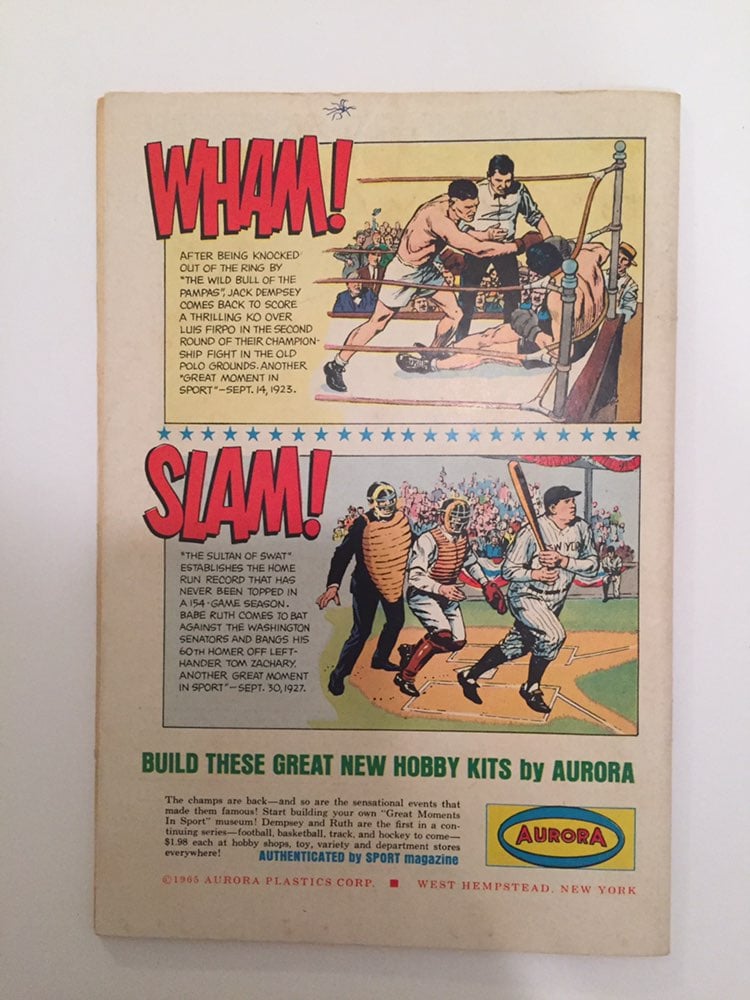 WHAM!
AFTER BEING KNOCKED
OUT OF THE RING BY
"THE WILD BULL OF THE
PAMPAS", JACK DEMPSEY
COMES BACK TO SCORE
A THRILLING KO OVER
LUIS FIRPO IN THE SECOND
ROUND OF THEIR CHAMPION-
SHIP FIGHT IN THE OLD
POLO GROUNDS. ANOTHER
"GREAT MOMENT IN
SPORT"—SEPT. 14, 1923.
SLAM!
"THE SULTAN OF SWAT"
ESTABLISHES THE HOME
RUN RECORD THAT HAS
NEVER BEEN TOPPED IN
A 154-GAME SEASON.
BABE RUTH COMES TO BAT
AGAINST THE WASHINGTON
SENATORS AND BANGS HIS
60TH HOMER OFF LEFT-
HANDER TOM ZACHARY.
ANOTHER GREAT MOMENT
IN SPORT"—SEPT. 30, 1927.
EW YOR
BUILD THESE GREAT NEW HOBBY KITS by AURORA
The champs are back—and so are the sensational events that
made them famous! Start building your own "Great Moments
In Sport" museum! Dempsey and Ruth are the first in a con-
tinuing series—football, basketball, track, and hockey to come—
$1.98 each at hobby shops, toy, variety and department stores
everywhere!
AUTHENTICATED by SPORT magazine
AURORA
©1965 AURORA PLASTICS CORP. ■ WEST HEMPSTEAD, NEW YORK